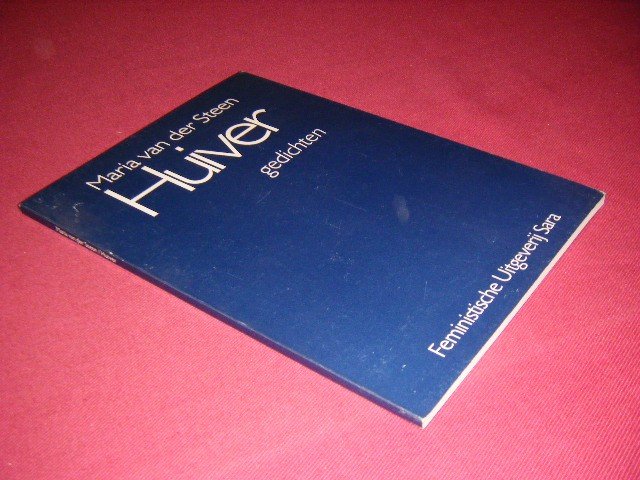 Maria van der Steen
Huiver
gedichten
Feministische Uitgeverij Sara